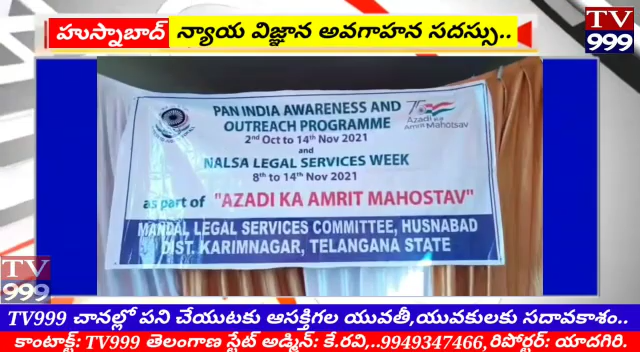 హుస్నాబాద్ న్యాయ విజ్ఞాన అవగాహన సదస్సు..
TV
999
PAN INDIA AWARENESS AND
OUTREACH PROGRAMME
2nd Oct to 14th Nov 2021
and
75
Azadi Ka
Amrit Mahotsav
NALSA LEGAL SERVICES WEEK
8th to 14th Nov 2021
as part of "AZADI KA AMRIT MAHOSTAV"
MANDAL LEGAL SERVICES COMMITTEE, HUSNABAD
DIST. KARIMNAGAR, TELANGANA STATE
TV
999
TV999 చానల్లో పని చేయుటకు ఆసక్తిగల యువతీ,యువకులకు సదావకాశం..
కాంటాక్ట్: TV999 తెలంగాణ స్టేట్ అడ్మిన్: కే.రవి,..9949347466,రిపోర్టర్: యాదగిరి.